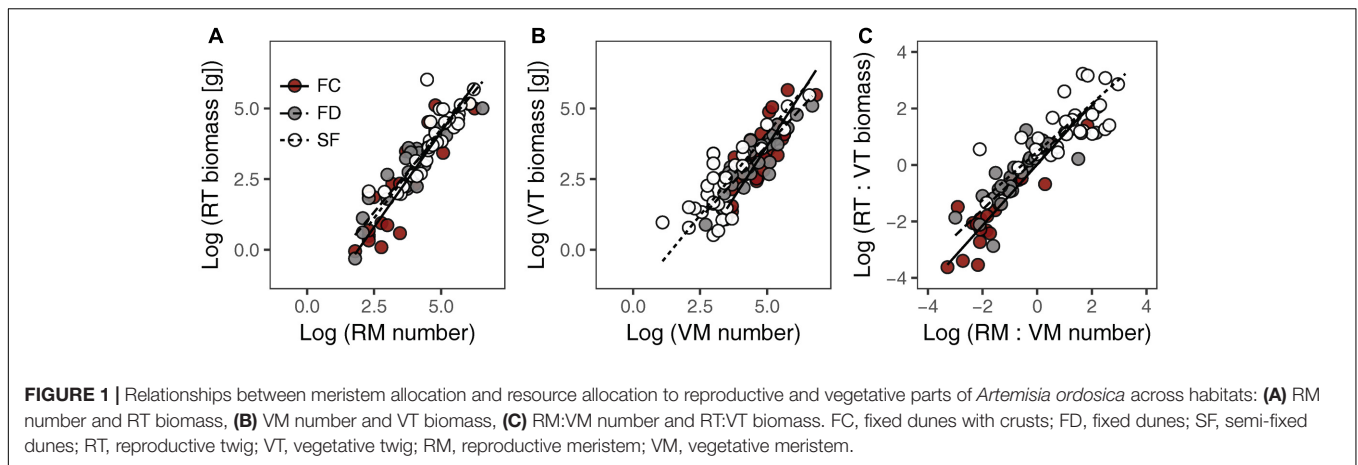 A
Log (RT biomass [g])
5.0
2.5
0.0
FC
FD
SF
0.0 2.5 5.0
Log (RM number)
B
Log (VT biomass [g])
5.0
2.5
0.0
0.0 2.5 5.0
Log (VM number)
C
Log (RT : VT biomass)
4
2
0
−2
−4
−4 −2 0 2 4
Log (RM : VM number)
FIGURE 1 | Relationships between meristem allocation and resource allocation to reproductive and vegetative parts of Artemisia ordosica across habitats: (A) RM
number and RT biomass, (B) VM number and VT biomass, (C) RM:VM number and RT:VT biomass. FC, fixed dunes with crusts; FD, fixed dunes; SF, semi-fixed
dunes; RT, reproductive twig; VT, vegetative twig; RM, reproductive meristem; VM, vegetative meristem.